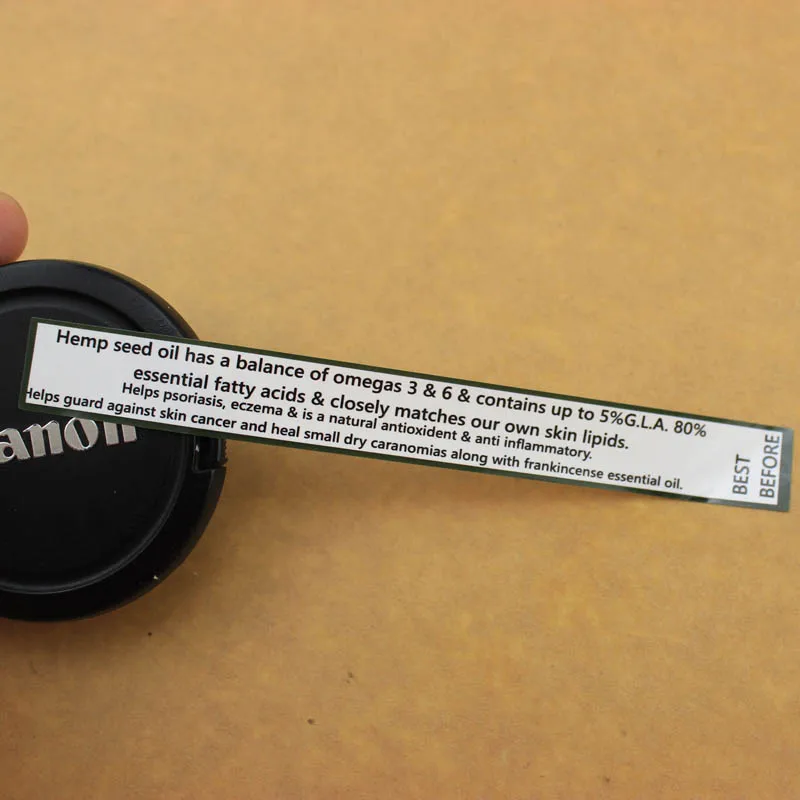 Hemp seed oil has a balance of omegas 3 & 6 & contains up to 5%G.L.A. 80%
essential fatty acids & closely matches our own skin lipids.
Helps psoriasis, eczema & is a natural antioxident & anti inflammatory.
Helps guard against skin cancer and heal small dry caranomias along with frankincense essential oil.
BEST
BEFORE
anon